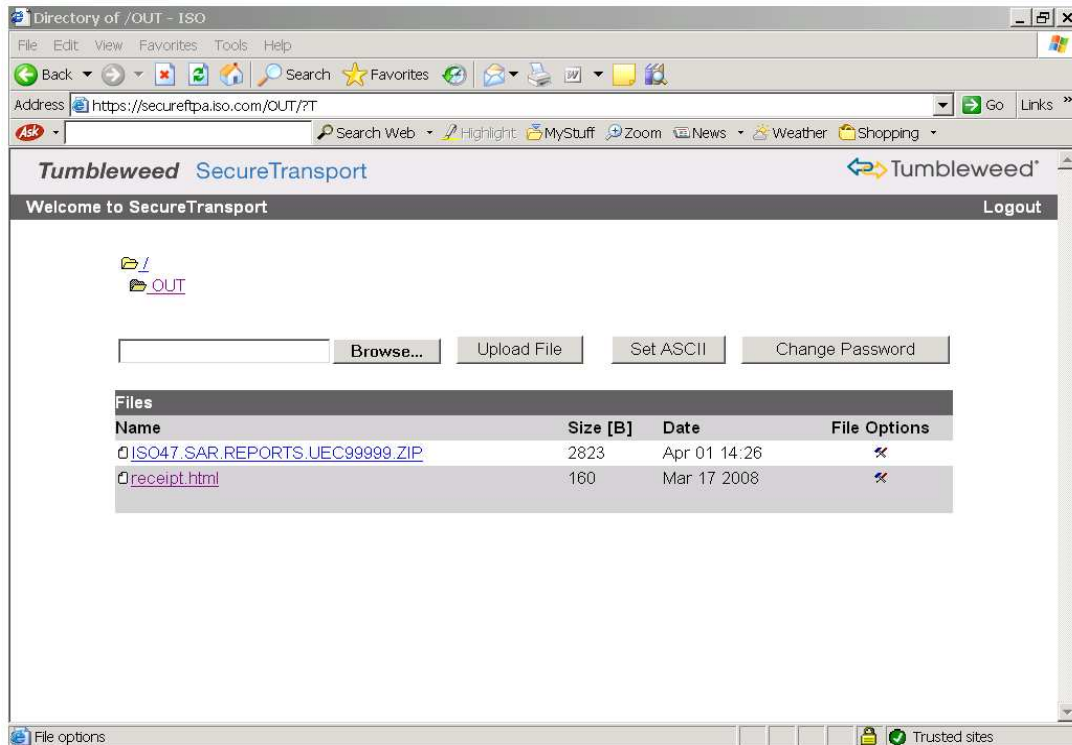 Directory of /OUT - ISO
File Edit View Favorites Tools Help
Back Search Favorites
Address https://secureftpa.iso.com/OUT/?T Go Links »
Ask Search Web Highlight MyStuff Zoom News Weather Shopping
Tumbleweed SecureTransport Tumbleweed
Welcome to SecureTransport Logout
/
OUT
Browse... Upload File Set ASCII Change Password
Files
Name Size [B] Date File Options
ISO47.SAR.REPORTS.UEC99999.ZIP 2823 Apr 01 14:26
receipt.html 160 Mar 17 2008
File options Trusted sites